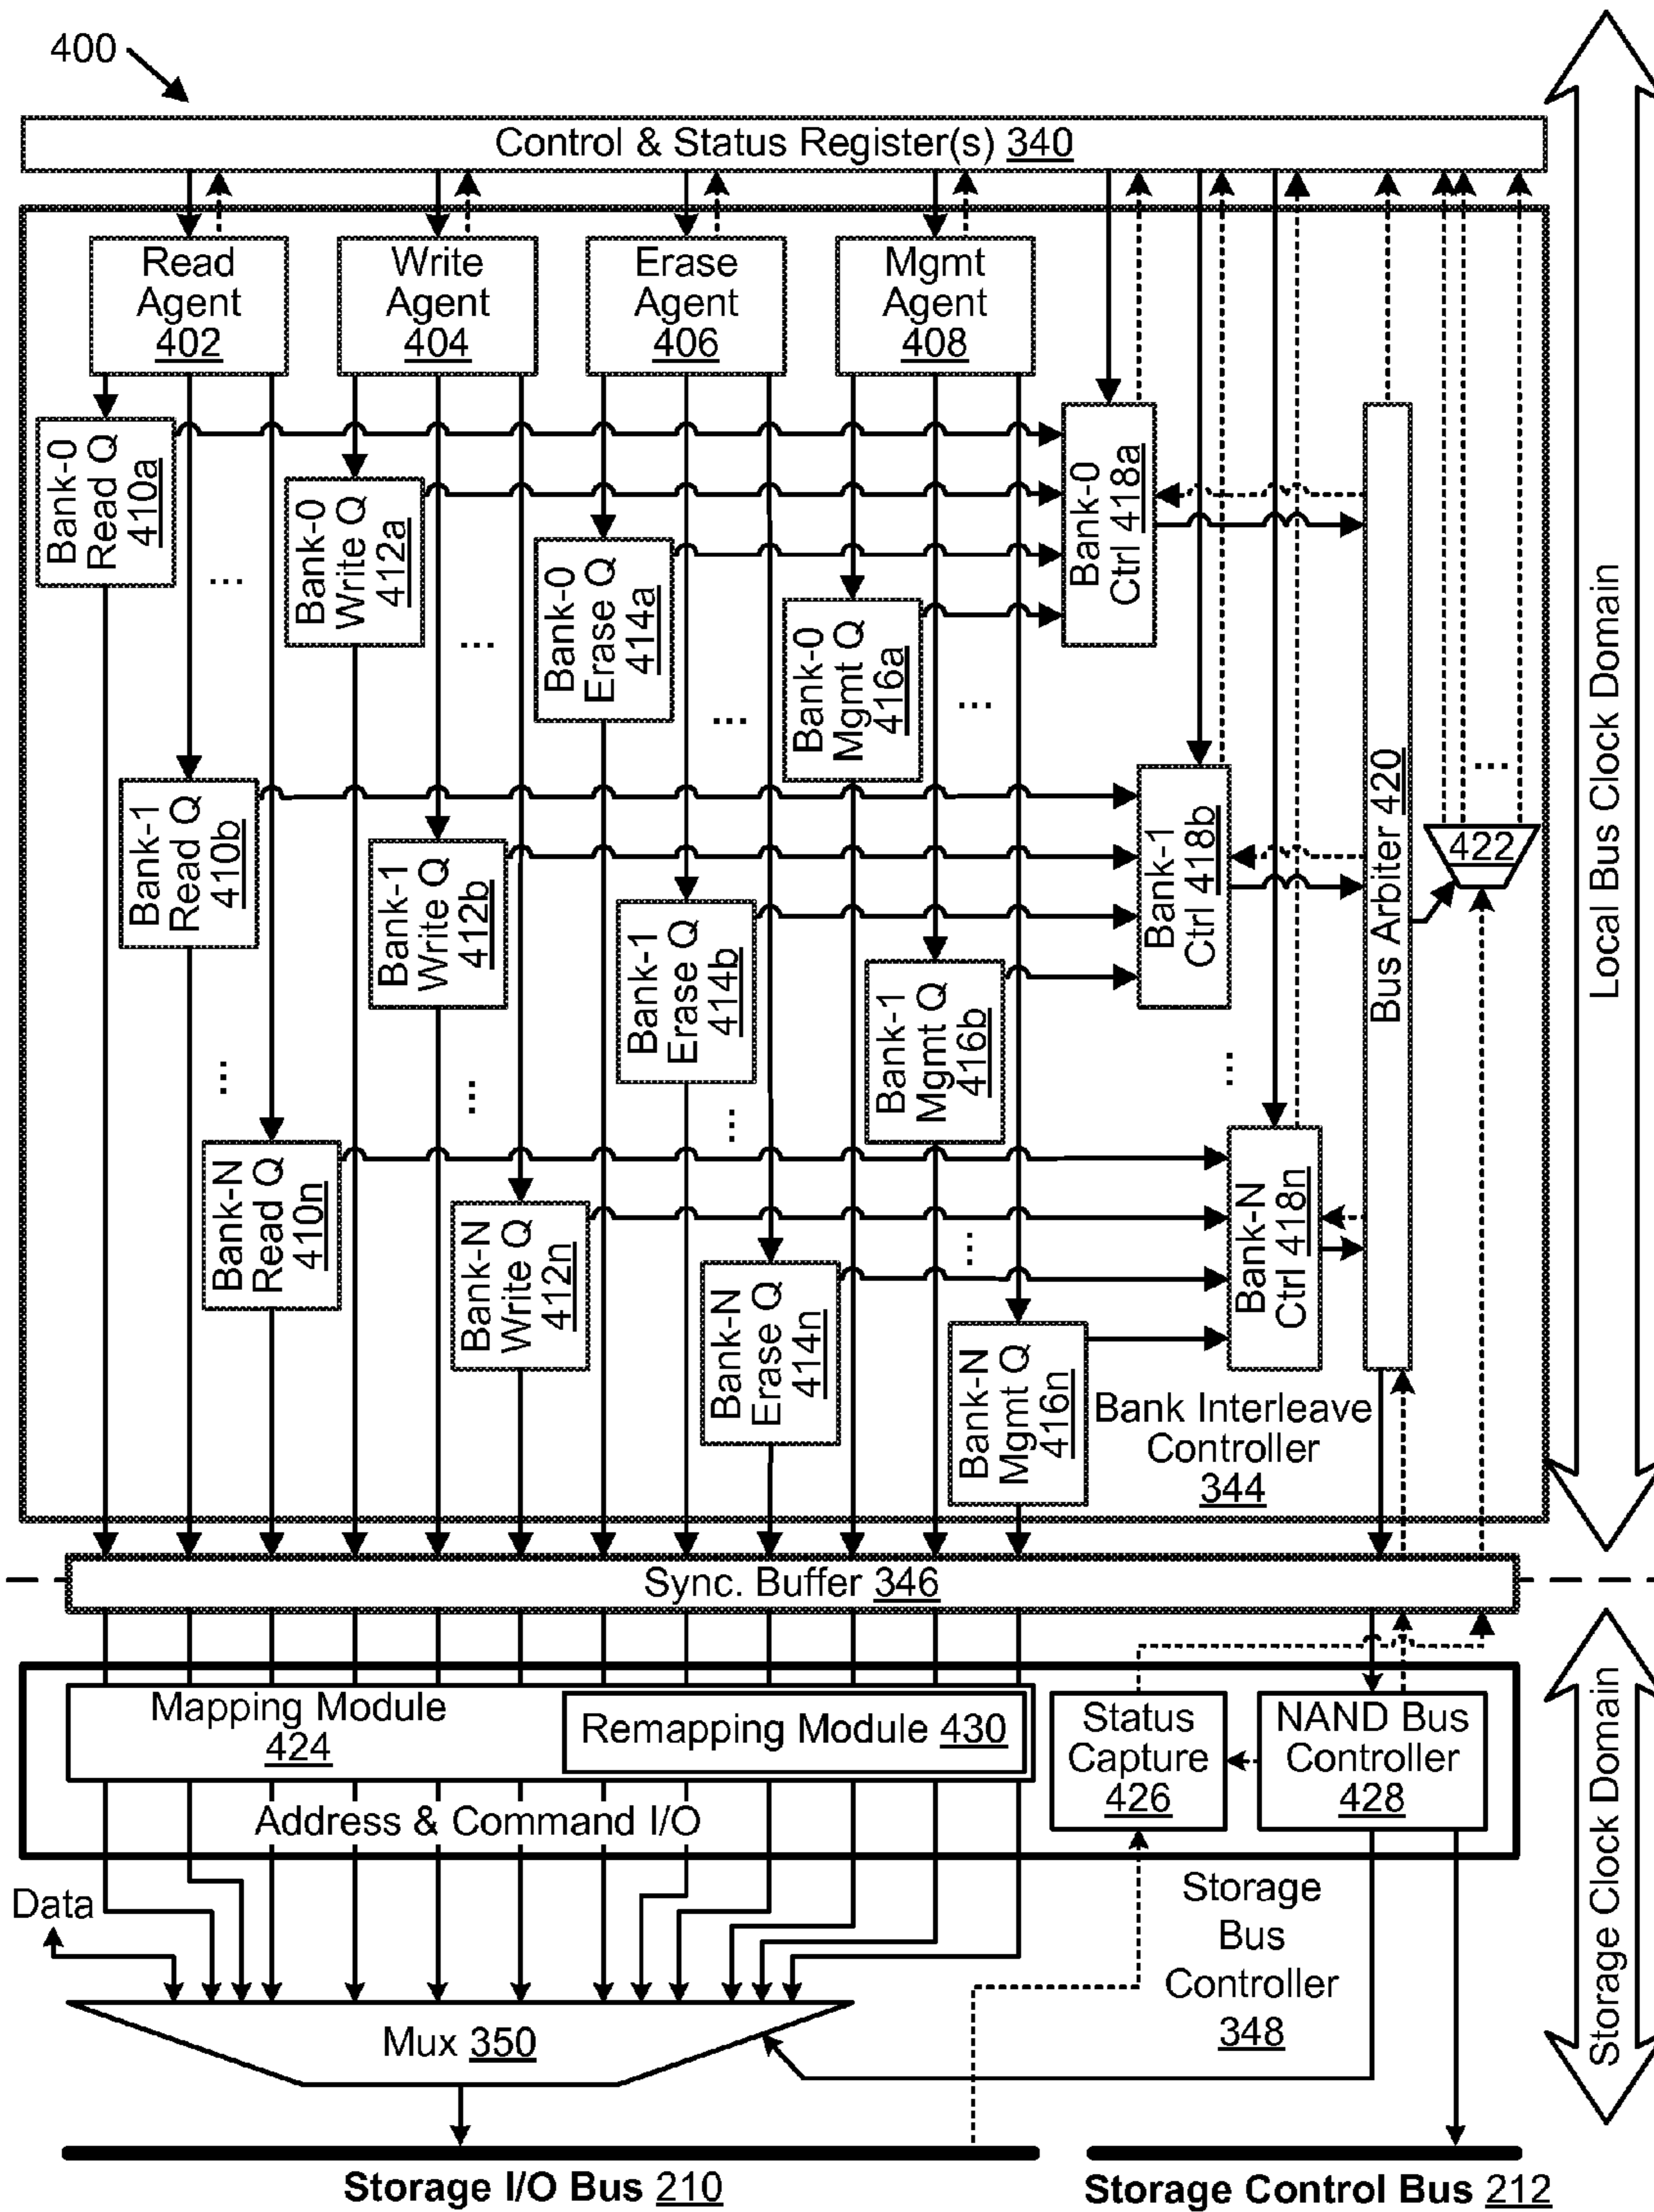 400
Control & Status Register(s) 340
Read
Agent
402
Write
Agent
404
Erase
Agent
406
Mgmt
Agent
408
Bank-0
Read Q
410a
...
Bank-0
Write Q
412a
...
Bank-0
Erase Q
414a
...
Bank-0
Mgmt Q
416a
...
Bank-0
Ctrl 418a
Bank-1
Read Q
410b
...
Bank-1
Write Q
412b
...
Bank-1
Erase Q
414b
...
Bank-1
Mgmt Q
416b
...
Bank-1
Ctrl 418b
...
Bus Arbiter 420
422
...
Bank-N
Read Q
410n
Bank-N
Write Q
412n
Bank-N
Erase Q
414n
Bank-N
Mgmt Q
416n
Bank-N
Ctrl 418n
Bank Interleave
Controller
344
Local Bus Clock Domain
Sync. Buffer 346
Mapping Module
424
Remapping Module 430
Status
Capture
426
NAND Bus
Controller
428
Address & Command I/O
Data
Storage
Bus
Controller
348
Mux 350
Storage Clock Domain
Storage I/O Bus 210
Storage Control Bus 212